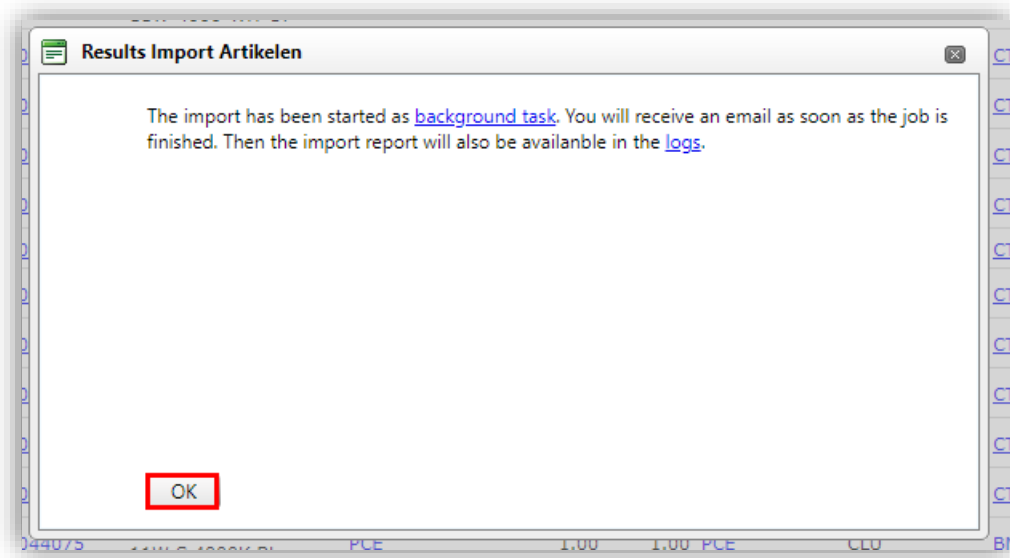 Results Import Artikelen
The import has been started as background task. You will receive an email as soon as the job is
finished. Then the import report will also be availanble in the logs.
OK
044075 PCE 1.00 1.00 PCE CLU